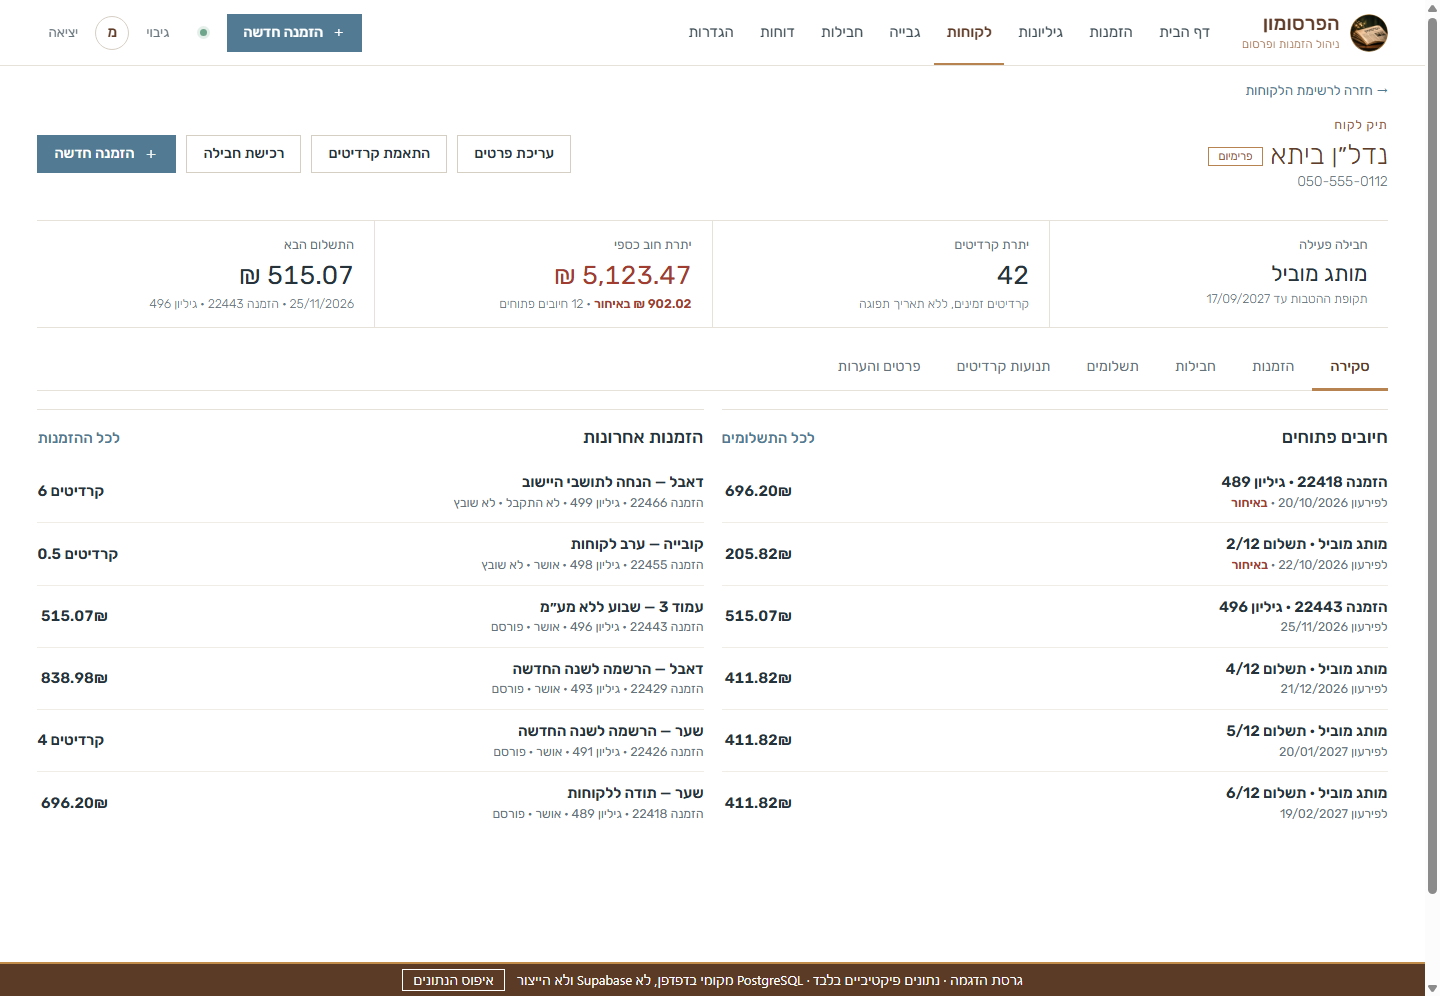 הפרסומון
ניהול הזמנות ופרסום
דף הבית
הזמנות
גיליונות
לקוחות
גבייה
חבילות
דוחות
הגדרות
+ הזמנה חדשה
גיבוי
מ
יציאה
→ חזרה לרשימת הלקוחות
תיק לקוח
נדל״ן ביתא פרימיום
050-555-0112
עריכת פרטים
התאמת קרדיטים
רכישת חבילה
+ הזמנה חדשה
חבילה פעילה
מותג מוביל
תקופת ההטבות עד 17/09/2027
יתרת קרדיטים
42
קרדיטים זמינים, ללא תאריך תפוגה
יתרת חוב כספי
5,123.47 ₪
902.02 ₪ באיחור • 12 חיובים פתוחים
התשלום הבא
515.07 ₪
25/11/2026 • הזמנה 22443 • גיליון 496
סקירה
הזמנות
חבילות
תשלומים
תנועות קרדיטים
פרטים והערות
חיובים פתוחים
לכל התשלומים
הזמנה 22418 • גיליון 489
לפירעון 20/10/2026 • באיחור
696.20₪
מותג מוביל • תשלום 2/12
לפירעון 22/10/2026 • באיחור
205.82₪
הזמנה 22443 • גיליון 496
לפירעון 25/11/2026
515.07₪
מותג מוביל • תשלום 4/12
לפירעון 21/12/2026
411.82₪
מותג מוביל • תשלום 5/12
לפירעון 20/01/2027
411.82₪
מותג מוביל • תשלום 6/12
לפירעון 19/02/2027
411.82₪
הזמנות אחרונות
לכל ההזמנות
דאבל – הנחה לתושבי היישוב
הזמנה 22466 • גיליון 499 • לא התקבל • לא שובץ
6 קרדיטים
קובייה – ערב לקוחות
הזמנה 22455 • גיליון 498 • אושר • לא שובץ
0.5 קרדיטים
עמוד 3 – שבוע ללא מע״מ
הזמנה 22443 • גיליון 496 • אושר • פורסם
515.07₪
דאבל – הרשמה לשנה החדשה
הזמנה 22429 • גיליון 493 • אושר • פורסם
838.98₪
שער – הרשמה לשנה החדשה
הזמנה 22426 • גיליון 491 • אושר • פורסם
4 קרדיטים
שער – תודה ללקוחות
הזמנה 22418 • גיליון 489 • אושר • פורסם
696.20₪
גרסת הדגמה · נתונים פיקטיביים בלבד · PostgreSQL מקומי בדפדפן, לא Supabase ולא הייצור
איפוס הנתונים